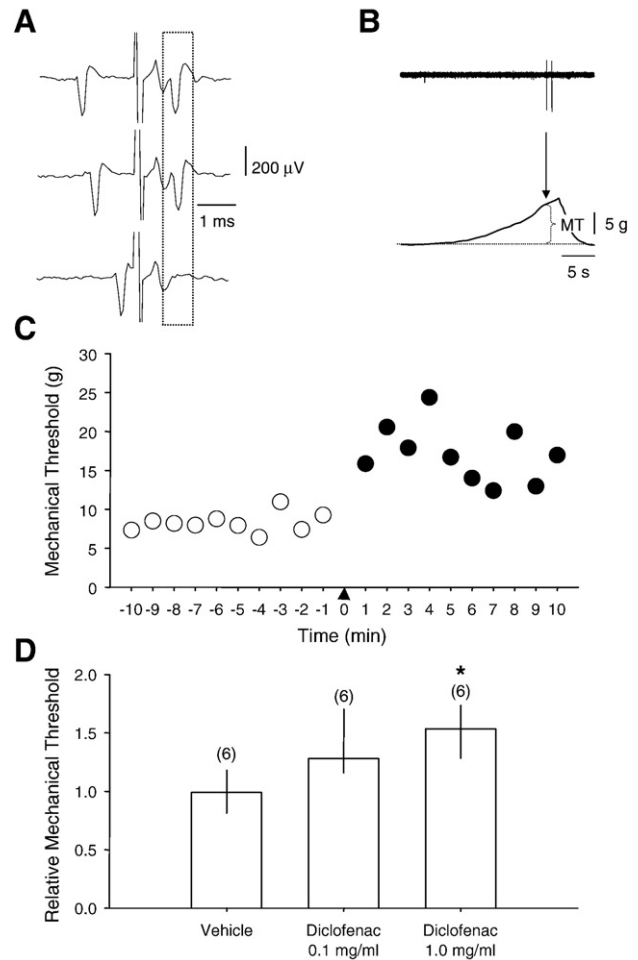 A
B
200 µV
1 ms
MT
5 g
5 s
C
Mechanical Threshold (g)
30
25
20
15
10
5
0
-10 -9 -8 -7 -6 -5 -4 -3 -2 -1 0 1 2 3 4 5 6 7 8 9 10
Time (min)
D
Relative Mechanical Threshold
2.0
1.5
1.0
0.5
0.0
(6)
(6)
*
(6)
Vehicle
Diclofenac
0.1 mg/ml
Diclofenac
1.0 mg/ml